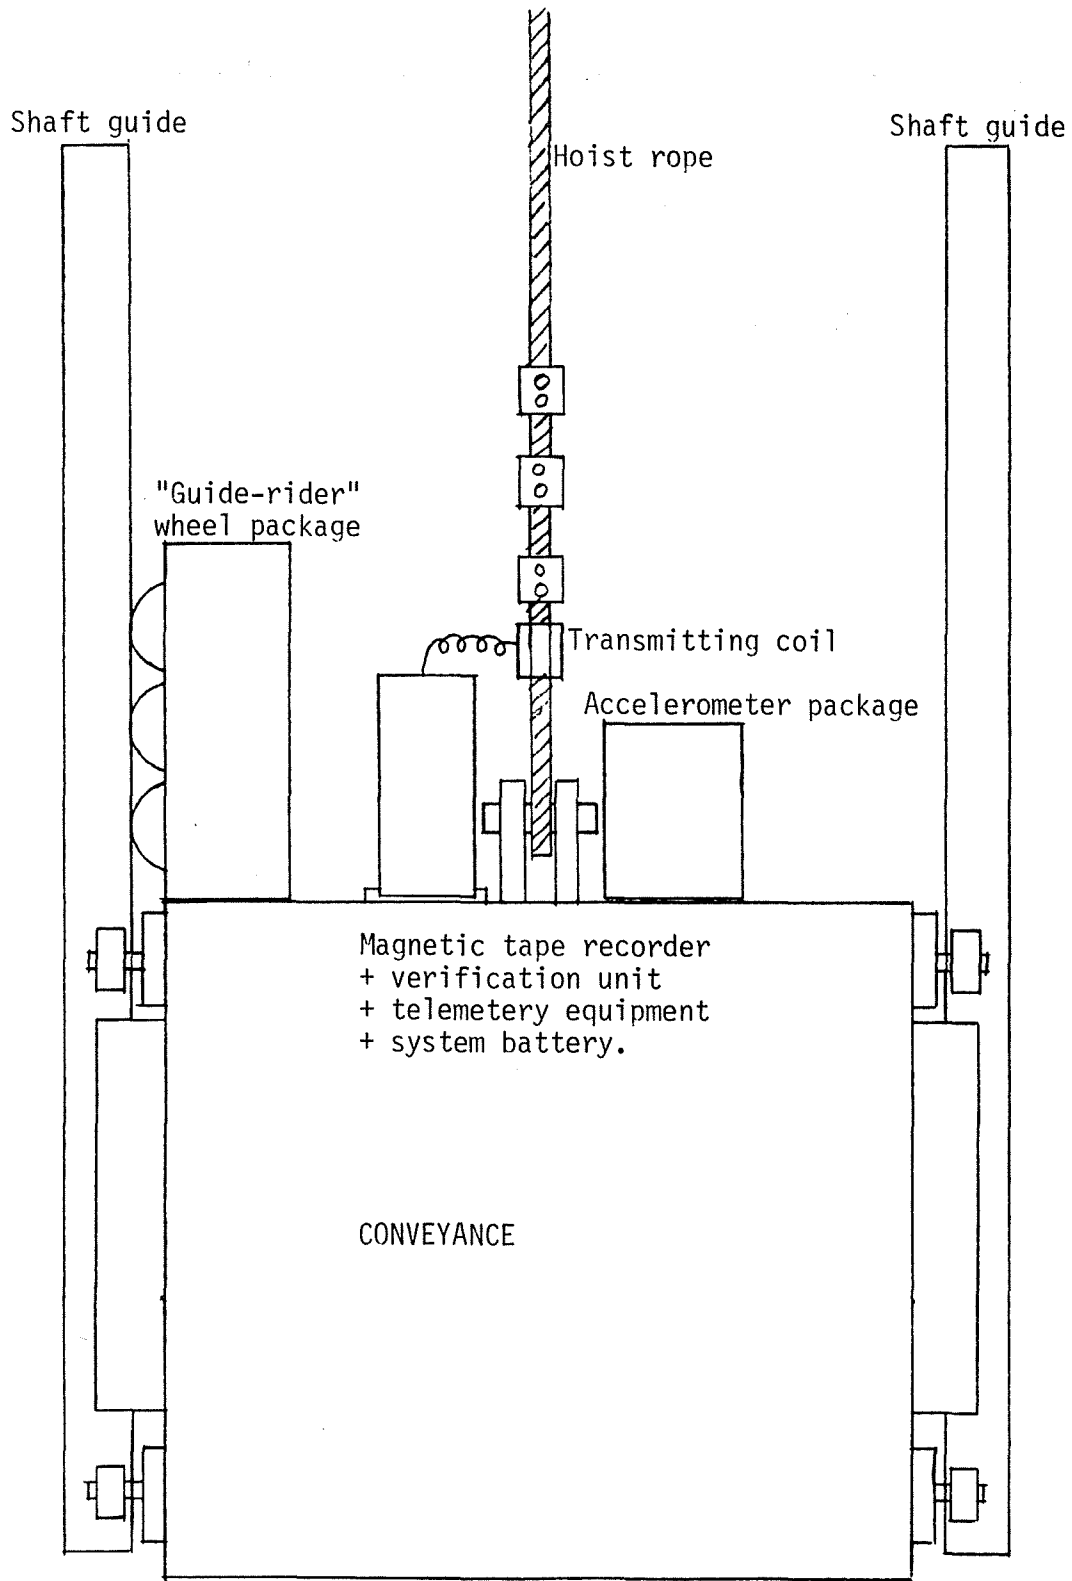 Shaft guide
Shaft guide
Hoist rope
"Guide-rider"
wheel package
Transmitting coil
Accelerometer package
Magnetic tape recorder
+ verification unit
+ telemetery equipment
+ system battery.
CONVEYANCE